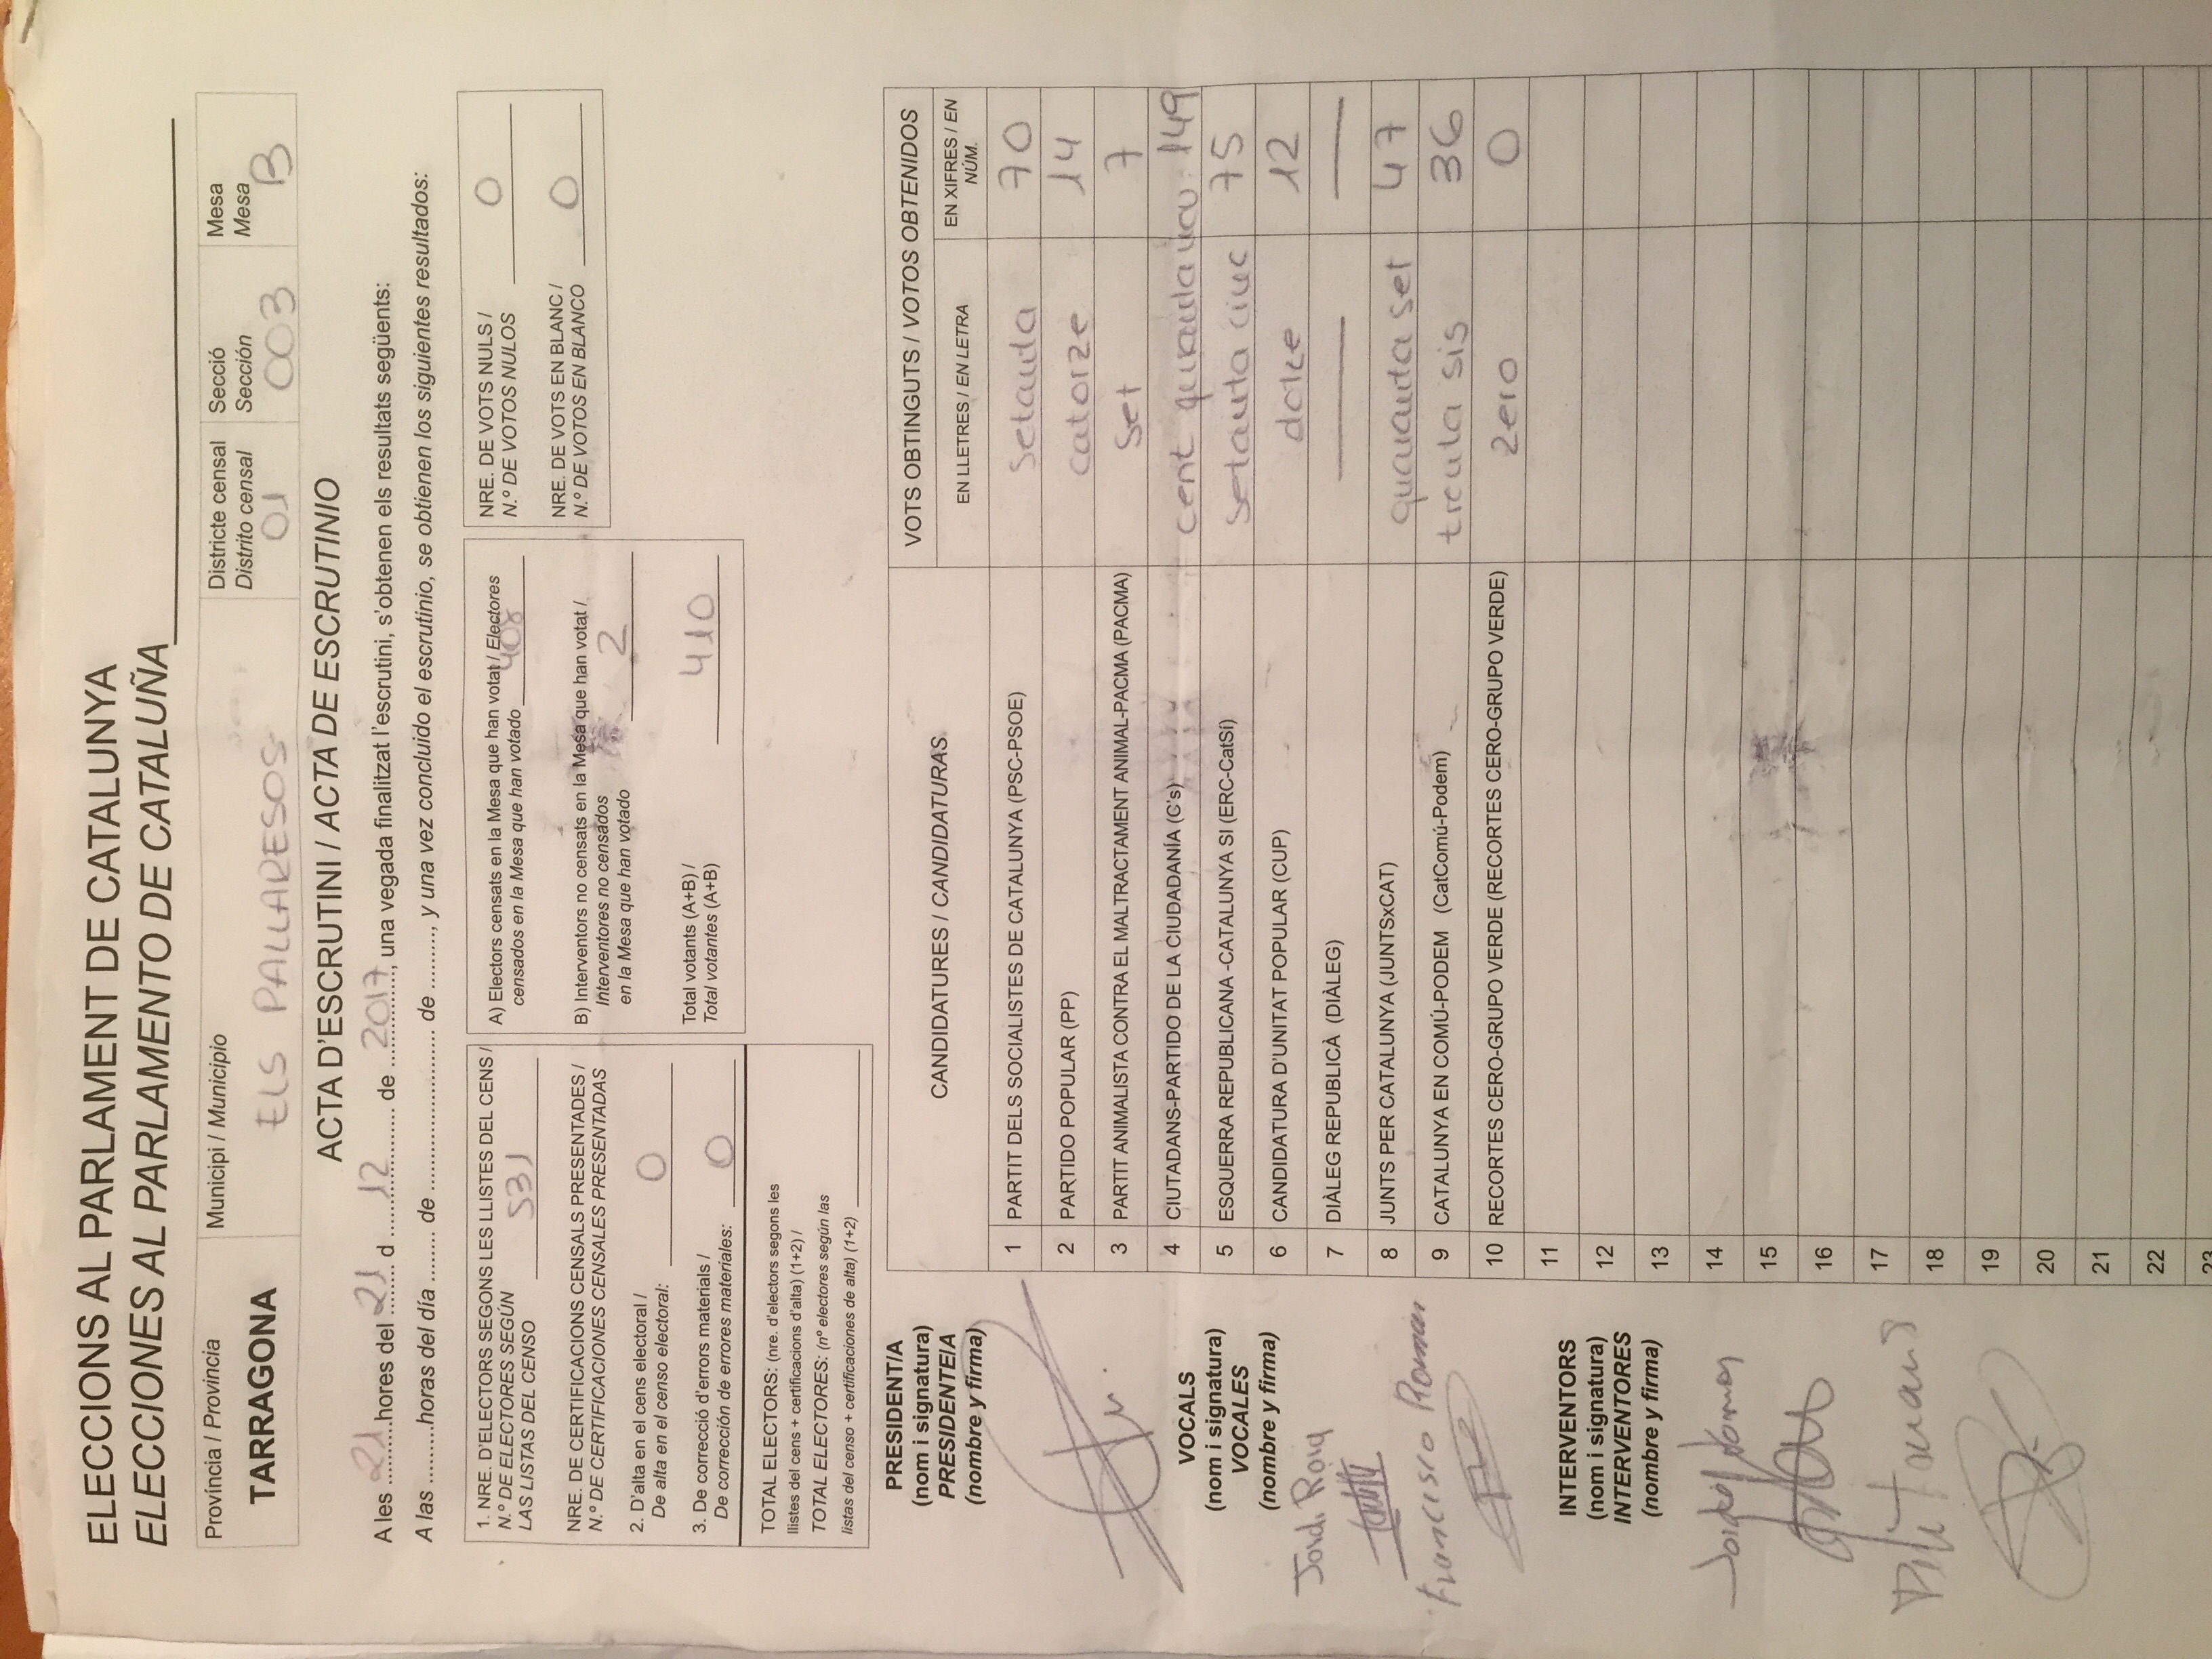 ELECCIONS AL PARLAMENT DE CATALUNYA
ELECCIONES AL PARLAMENTO DE CATALUÑA
Província / Provincia
TARRAGONA
Municipi / Municipio
ELS PALLARESOS
Districte censal
Distrito censal
01
Secció
Sección
003
Mesa
Mesa
B
ACTA D'ESCRUTINI / ACTA DE ESCRUTINIO
A les 21 hores del 21 d 12 de 2017, una vegada finalitzat l'escrutini, s'obtenen els resultats següents:
A las .........horas del día ........ de ......................... de ........., y una vez concluido el escrutinio, se obtienen los siguientes resultados:
1. NRE. D'ELECTORS SEGONS LES LLISTES DEL CENS /
N.º DE ELECTORES SEGÚN
LAS LISTAS DEL CENSO 531
NRE. DE CERTIFICACIONS CENSALS PRESENTADES /
N.º DE CERTIFICACIONES CENSALES PRESENTADAS
2. D'alta en el cens electoral /
De alta en el censo electoral: 0
3. De correcció d'errors materials /
De corrección de errores materiales: 0
TOTAL ELECTORS: (nre. d'electors segons les
llistes del cens + certificacions d'alta) (1+2) /
TOTAL ELECTORES: (nº electores según las
listas del censo + certificaciones de alta) (1+2)
A) Electors censats en la Mesa que han votat / Electores
censados en la Mesa que han votado 408
B) Interventors no censats en la Mesa que han votat /
Interventores no censados
en la Mesa que han votado 2
Total votants (A+B) /
Total votantes (A+B) 410
NRE. DE VOTS NULS /
N.º DE VOTOS NULOS 0
NRE. DE VOTS EN BLANC /
N.º DE VOTOS EN BLANCO 0
PRESIDENT/A
(nom i signatura)
PRESIDENTE/A
(nombre y firma)
VOCALS
(nom i signatura)
VOCALES
(nombre y firma)
Jordi Roig
Francisco Roman
INTERVENTORS
(nom i signatura)
INTERVENTORES
(nombre y firma)
CANDIDATURES / CANDIDATURAS
VOTS OBTINGUTS / VOTOS OBTENIDOS
EN LLETRES / EN LETRA
EN XIFRES / EN
NÚM.
1 PARTIT DELS SOCIALISTES DE CATALUNYA (PSC-PSOE) setanta 70
2 PARTIDO POPULAR (PP) catorze 14
3 PARTIT ANIMALISTA CONTRA EL MALTRACTAMENT ANIMAL-PACMA (PACMA) set 7
4 CIUTADANS-PARTIDO DE LA CIUDADANÍA (C's) cent quranta nou 149
5 ESQUERRA REPUBLICANA -CATALUNYA SI (ERC-CatSí) setanta cinc 75
6 CANDIDATURA D'UNITAT POPULAR (CUP) dotze 12
7 DIÀLEG REPUBLICÀ (DIÀLEG)
8 JUNTS PER CATALUNYA (JUNTSxCAT) quaranta set 47
9 CATALUNYA EN COMÚ-PODEM (CatComú-Podem) trenta sis 36
10 RECORTES CERO-GRUPO VERDE (RECORTES CERO-GRUPO VERDE) zero 0
11
12
13
14
15
16
17
18
19
20
21
22
23